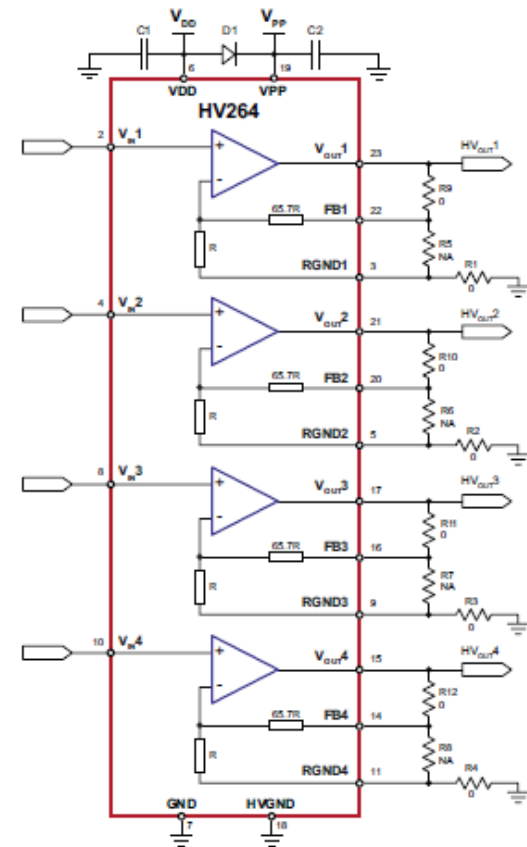 VDD VPP
C1 D1 C2
6 19
VDD VPP
HV264
2 VIN1 + VOUT1 23 HVOUT1
-
R9
0
65.7R FB1 22
R R5
NA
RGND1 3 R1
0
4 VIN2 + VOUT2 21 HVOUT2
-
R10
0
65.7R FB2 20
R R6
NA
RGND2 5 R2
0
8 VIN3 + VOUT3 17 HVOUT3
-
R11
0
65.7R FB3 16
R R7
NA
RGND3 9 R3
0
10 VIN4 + VOUT4 15 HVOUT4
-
R12
0
65.7R FB4 14
R R8
NA
RGND4 11 R4
0
GND HVGND
7 18